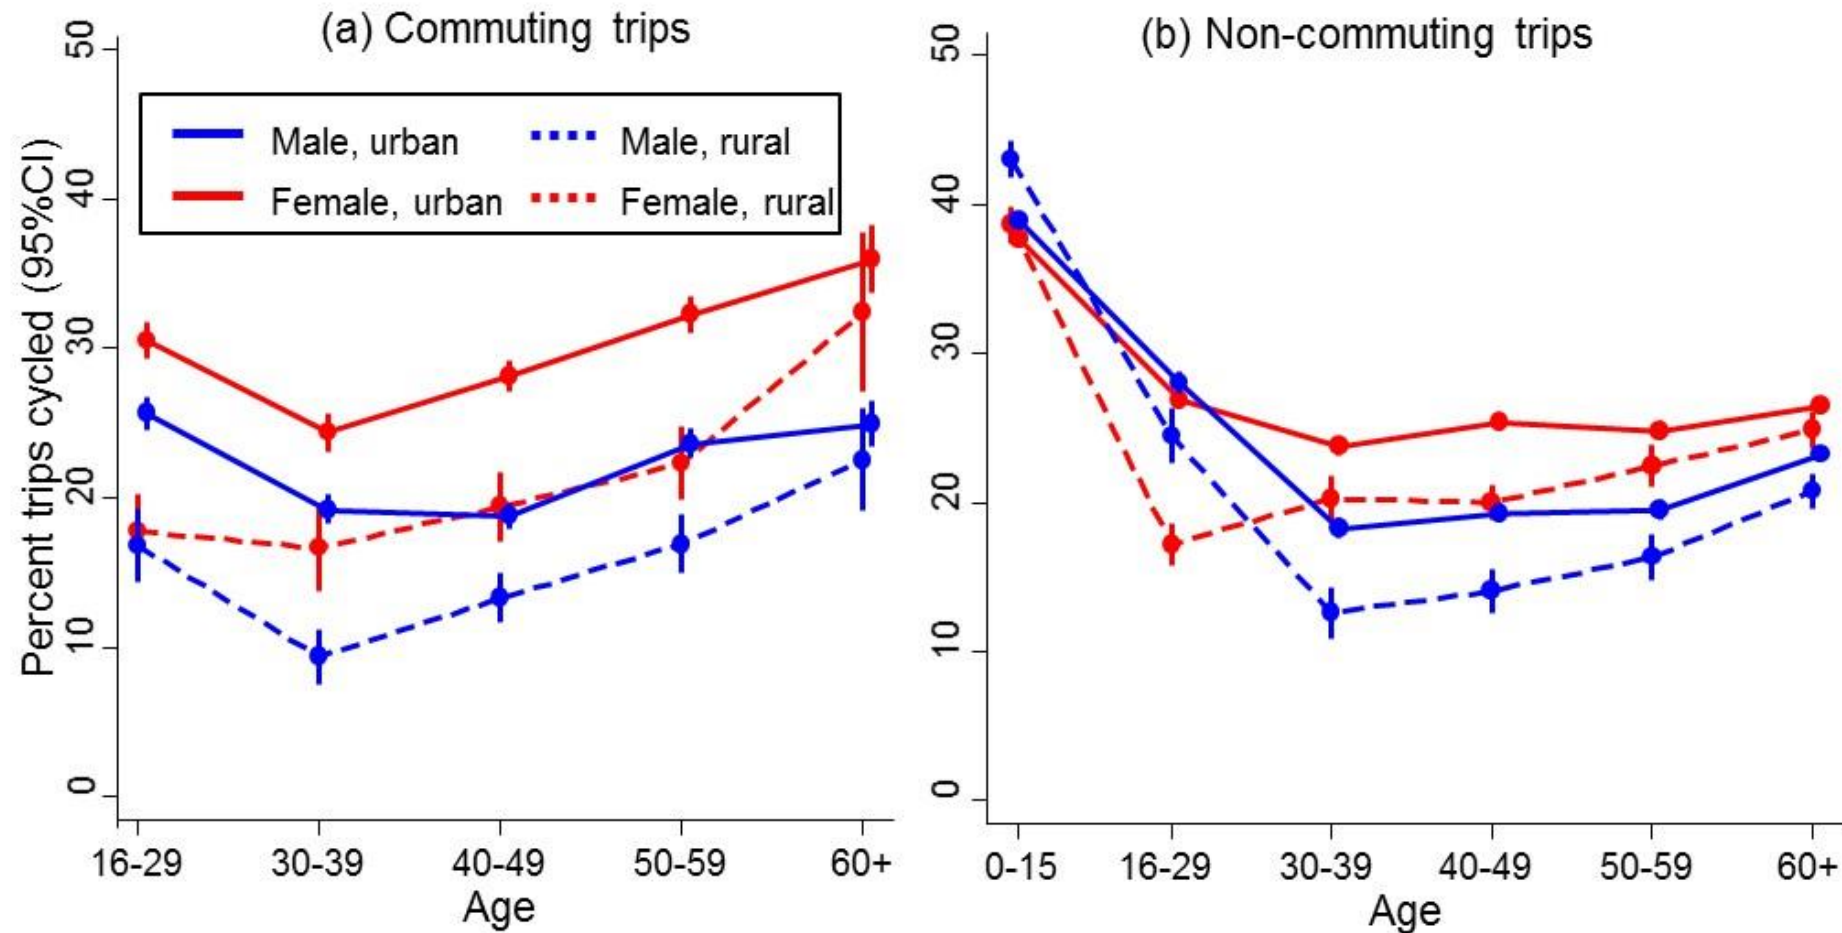 (a) Commuting trips
Percent trips cycled (95%CI)
50
40
30
20
10
0
Male, urban
Male, rural
Female, urban
Female, rural
16-29
30-39
40-49
50-59
60+
Age
(b) Non-commuting trips
50
40
30
20
10
0
0-15
16-29
30-39
40-49
50-59
60+
Age